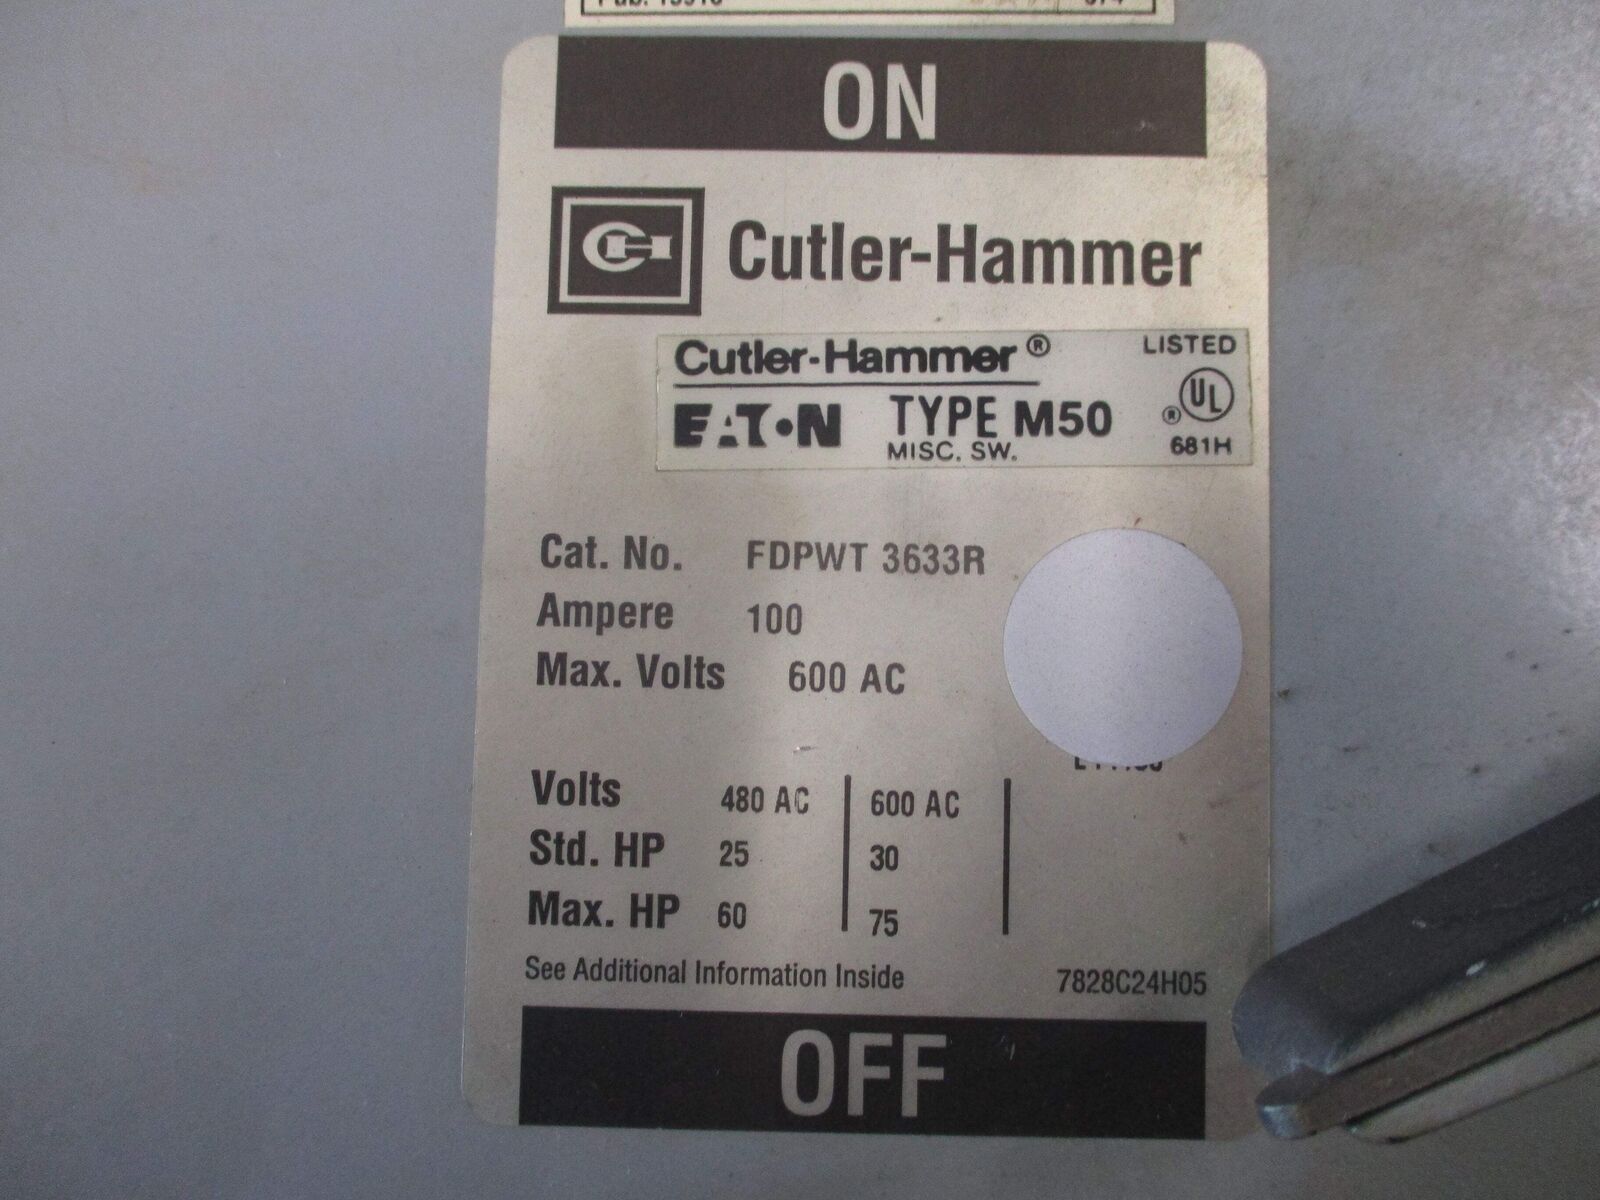 ON
CH Cutler-Hammer
Cutler-Hammer ® LISTED
EATON TYPE M50 ® UL
MISC. SW. 681H
Cat. No. FDPWT 3633R
Ampere 100
Max. Volts 600 AC
Volts 480 AC 600 AC
Std. HP 25 30
Max. HP 60 75
See Additional Information Inside 7828C24H05
OFF